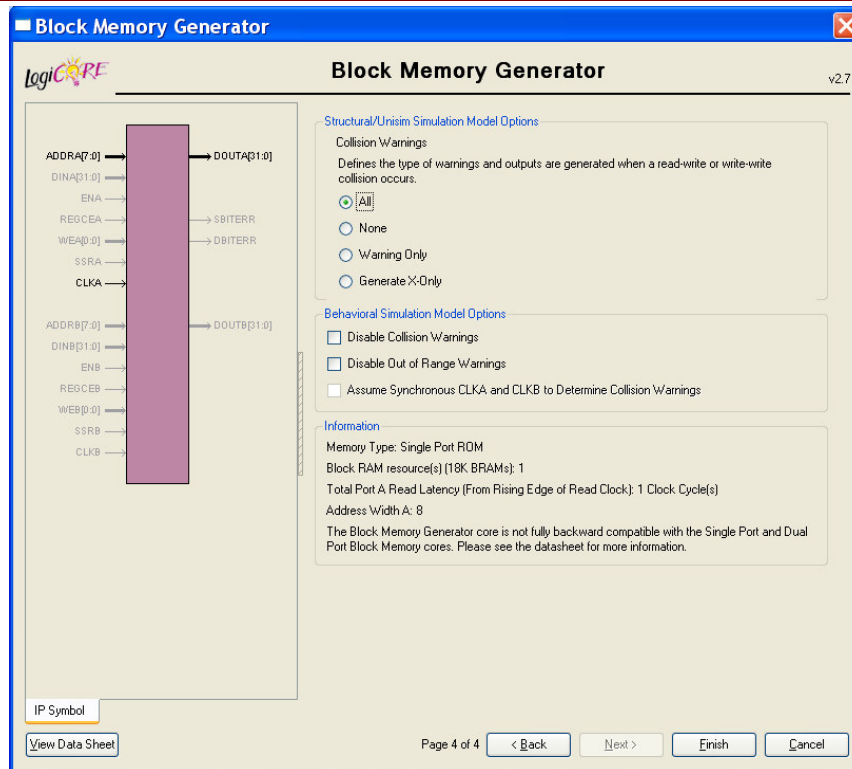 Block Memory Generator
LogiCORE
Block Memory Generator
v2.7
ADDRA[7:0]
DOUTA[31:0]
DINA[31:0]
ENA
REGCEA
SBITERR
WEA[0:0]
DBITERR
SSRA
CLKA
ADDRB[7:0]
DOUTB[31:0]
DINB[31:0]
ENB
REGCEB
WEB[0:0]
SSRB
CLKB
IP Symbol
Structural/Unisim Simulation Model Options
Collision Warnings
Defines the type of warnings and outputs are generated when a read-write or write-write
collision occurs.
All
None
Warning Only
Generate X-Only
Behavioral Simulation Model Options
Disable Collision Warnings
Disable Out of Range Warnings
Assume Synchronous CLKA and CLKB to Determine Collision Warnings
Information
Memory Type: Single Port ROM
Block RAM resource(s) (18K BRAMs): 1
Total Port A Read Latency (From Rising Edge of Read Clock): 1 Clock Cycle(s)
Address Width A: 8
The Block Memory Generator core is not fully backward compatible with the Single Port and Dual
Port Block Memory cores. Please see the datasheet for more information.
View Data Sheet
Page 4 of 4
< Back
Next >
Finish
Cancel